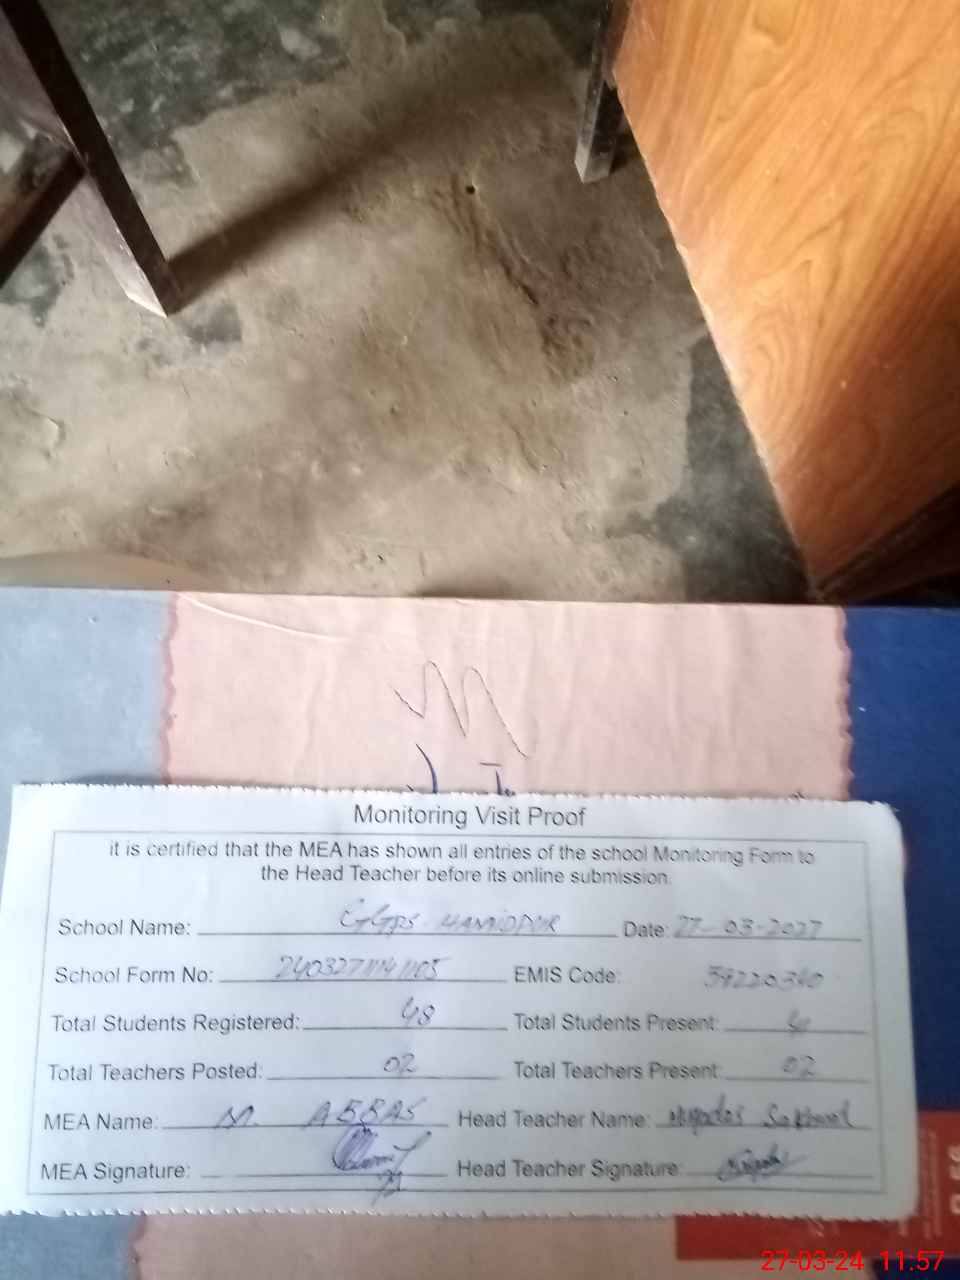 Monitoring Visit Proof
it is certified that the MEA has shown all entries of the school Monitoring Form to
the Head Teacher before its online submission.
School Name: GGPS-HAMIDPUR Date: 27-03-2027
School Form No: EMIS Code:
Total Students Registered: 48 Total Students Present:
Total Teachers Posted: 02 Total Teachers Present: 02
MEA Name: M. ABBAS Head Teacher Name:
MEA Signature: Head Teacher Signature:
27-03-24 11:57